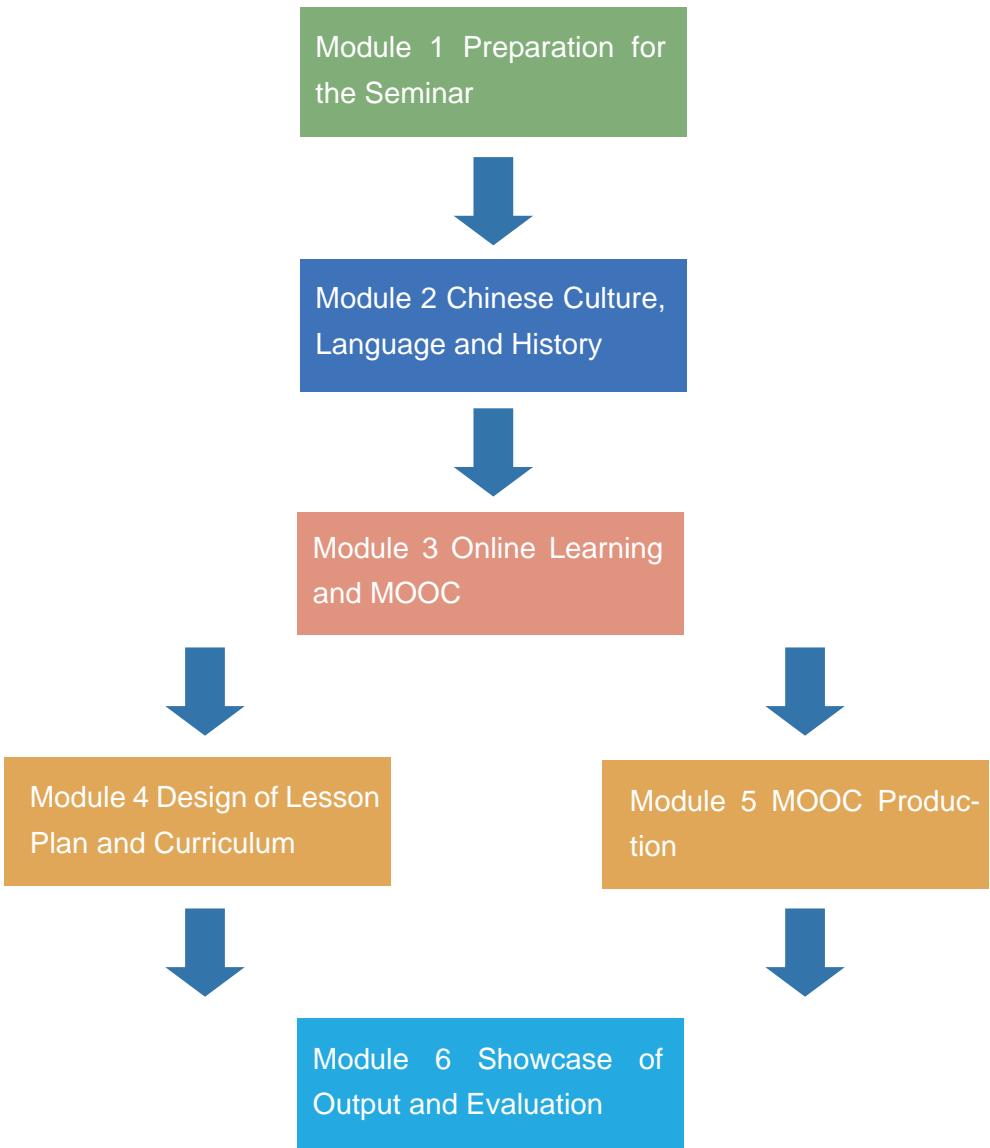 Module 1 Preparation for
the Seminar
Module 2 Chinese Culture,
Language and History
Module 3 Online Learning
and MOOC
Module 4 Design of Lesson
Plan and Curriculum
Module 5 MOOC Produc-
tion
Module 6 Showcase of
Output and Evaluation